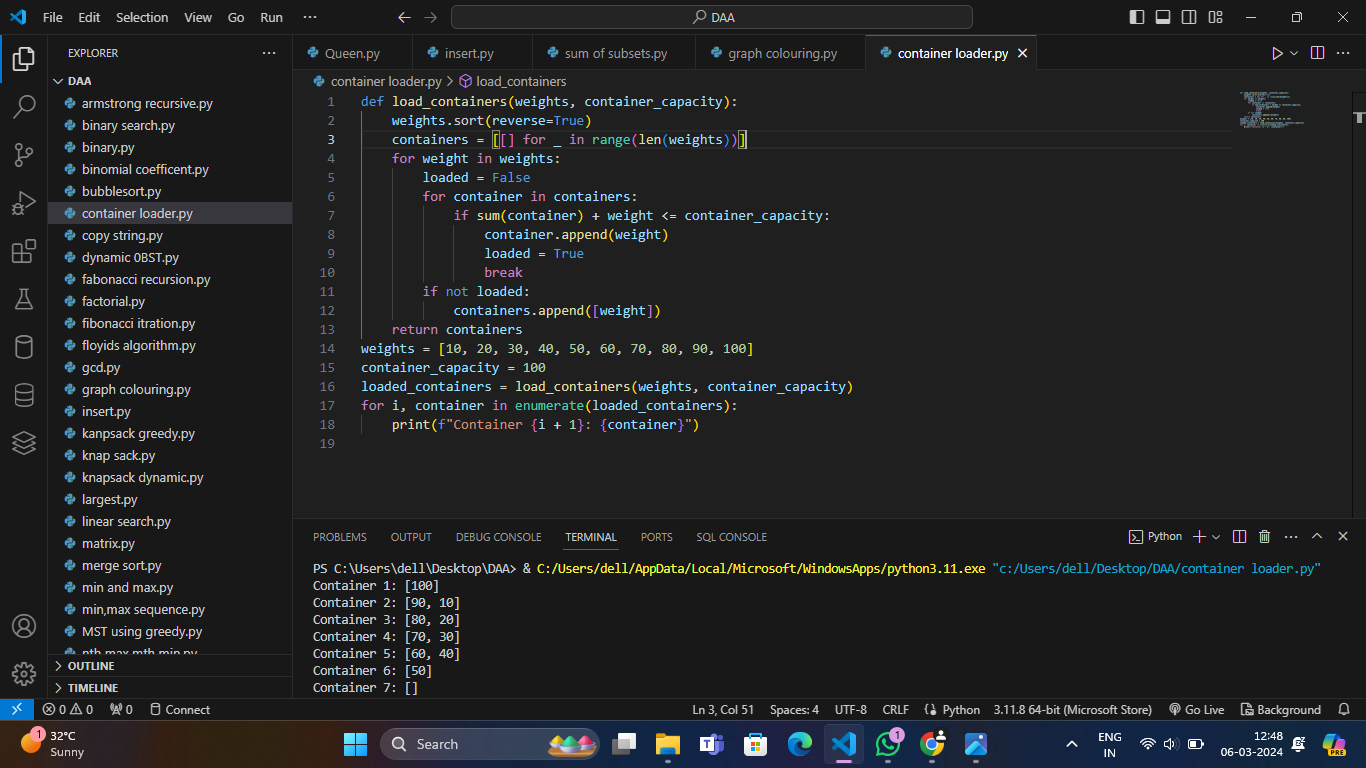 File Edit Selection View Go Run ··· DAA
EXPLORER ···
DAA
armstrong recursive.py
binary search.py
binary.py
binomial coefficent.py
bubblesort.py
container loader.py
copy string.py
dynamic 0BST.py
fabonacci recursion.py
factorial.py
fibonacci itration.py
floyids algorithm.py
gcd.py
graph colouring.py
insert.py
kanpsack greedy.py
knap sack.py
knapsack dynamic.py
largest.py
linear search.py
matrix.py
merge sort.py
min and max.py
min,max sequence.py
MST using greedy.py
nth max mth min.py
OUTLINE
TIMELINE
Queen.py insert.py sum of subsets.py graph colouring.py container loader.py
container loader.py > load_containers
1 def load_containers(weights, container_capacity):
2     weights.sort(reverse=True)
3     containers = [[] for _ in range(len(weights))]
4     for weight in weights:
5         loaded = False
6         for container in containers:
7             if sum(container) + weight <= container_capacity:
8                 container.append(weight)
9                 loaded = True
10                 break
11         if not loaded:
12             containers.append([weight])
13     return containers
14 weights = [10, 20, 30, 40, 50, 60, 70, 80, 90, 100]
15 container_capacity = 100
16 loaded_containers = load_containers(weights, container_capacity)
17 for i, container in enumerate(loaded_containers):
18     print(f"Container {i + 1}: {container}")
19
PROBLEMS OUTPUT DEBUG CONSOLE TERMINAL PORTS SQL CONSOLE Python
PS C:\Users\dell\Desktop\DAA> & C:/Users/dell/AppData/Local/Microsoft/WindowsApps/python3.11.exe "c:/Users/dell/Desktop/DAA/container loader.py"
Container 1: [100]
Container 2: [90, 10]
Container 3: [80, 20]
Container 4: [70, 30]
Container 5: [60, 40]
Container 6: [50]
Container 7: []
0 0 0 Connect Ln 3, Col 51 Spaces: 4 UTF-8 CRLF Python 3.11.8 64-bit (Microsoft Store) Go Live Background
1 32°C
Sunny
Search
1
PRE
ENG
IN
12:48
06-03-2024